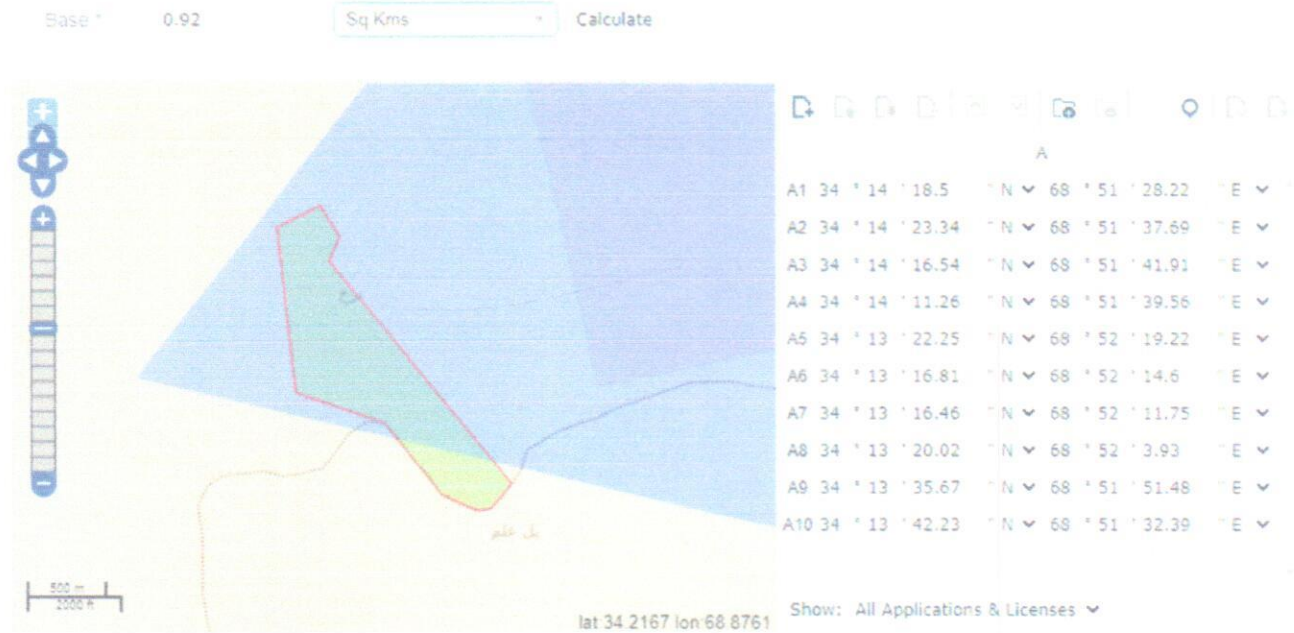 Base * 0.92 Sq Kms Calculate
A
A1 34 ° 14 ' 18.5 " N 68 ° 51 ' 28.22 " E
A2 34 ° 14 ' 23.34 " N 68 ° 51 ' 37.69 " E
A3 34 ° 14 ' 16.54 " N 68 ° 51 ' 41.91 " E
A4 34 ° 14 ' 11.26 " N 68 ° 51 ' 39.56 " E
A5 34 ° 13 ' 22.25 " N 68 ° 52 ' 19.22 " E
A6 34 ° 13 ' 16.81 " N 68 ° 52 ' 14.6 " E
A7 34 ° 13 ' 16.46 " N 68 ° 52 ' 11.75 " E
A8 34 ° 13 ' 20.02 " N 68 ° 52 ' 3.93 " E
A9 34 ° 13 ' 35.67 " N 68 ° 51 ' 51.48 " E
A10 34 ° 13 ' 42.23 " N 68 ° 51 ' 32.39 " E
پل علم
500 m
2000 ft
lat 34.2167 lon:68.8761
Show: All Applications & Licenses